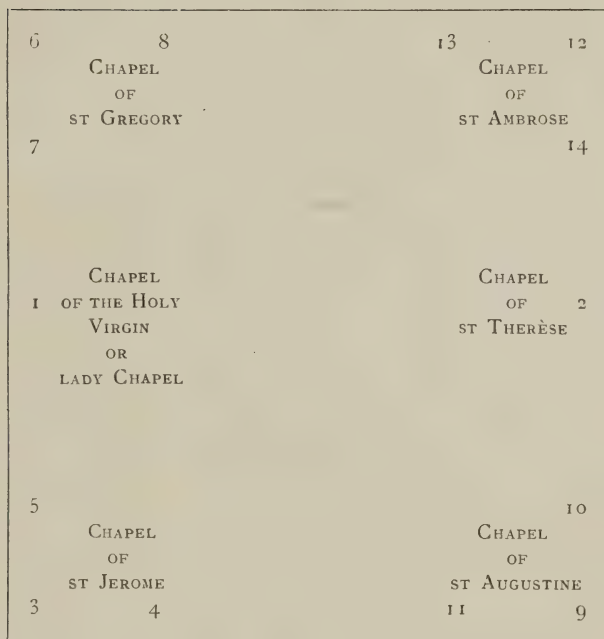 6 8 13 12
CHAPEL CHAPEL
OF OF
ST GREGORY ST AMBROSE
7 14
CHAPEL CHAPEL
1 OF THE HOLY OF 2
VIRGIN ST THERÈSE
OR
LADY CHAPEL
5 10
CHAPEL CHAPEL
OF OF
ST JEROME ST AUGUSTINE
3 4 11 9